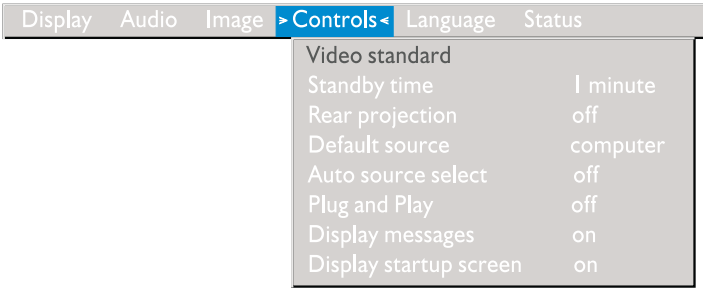 Display Audio Image >Controls< Language Status
Video standard
Standby time 1 minute
Rear projection off
Default source computer
Auto source select off
Plug and Play off
Display messages on
Display startup screen on